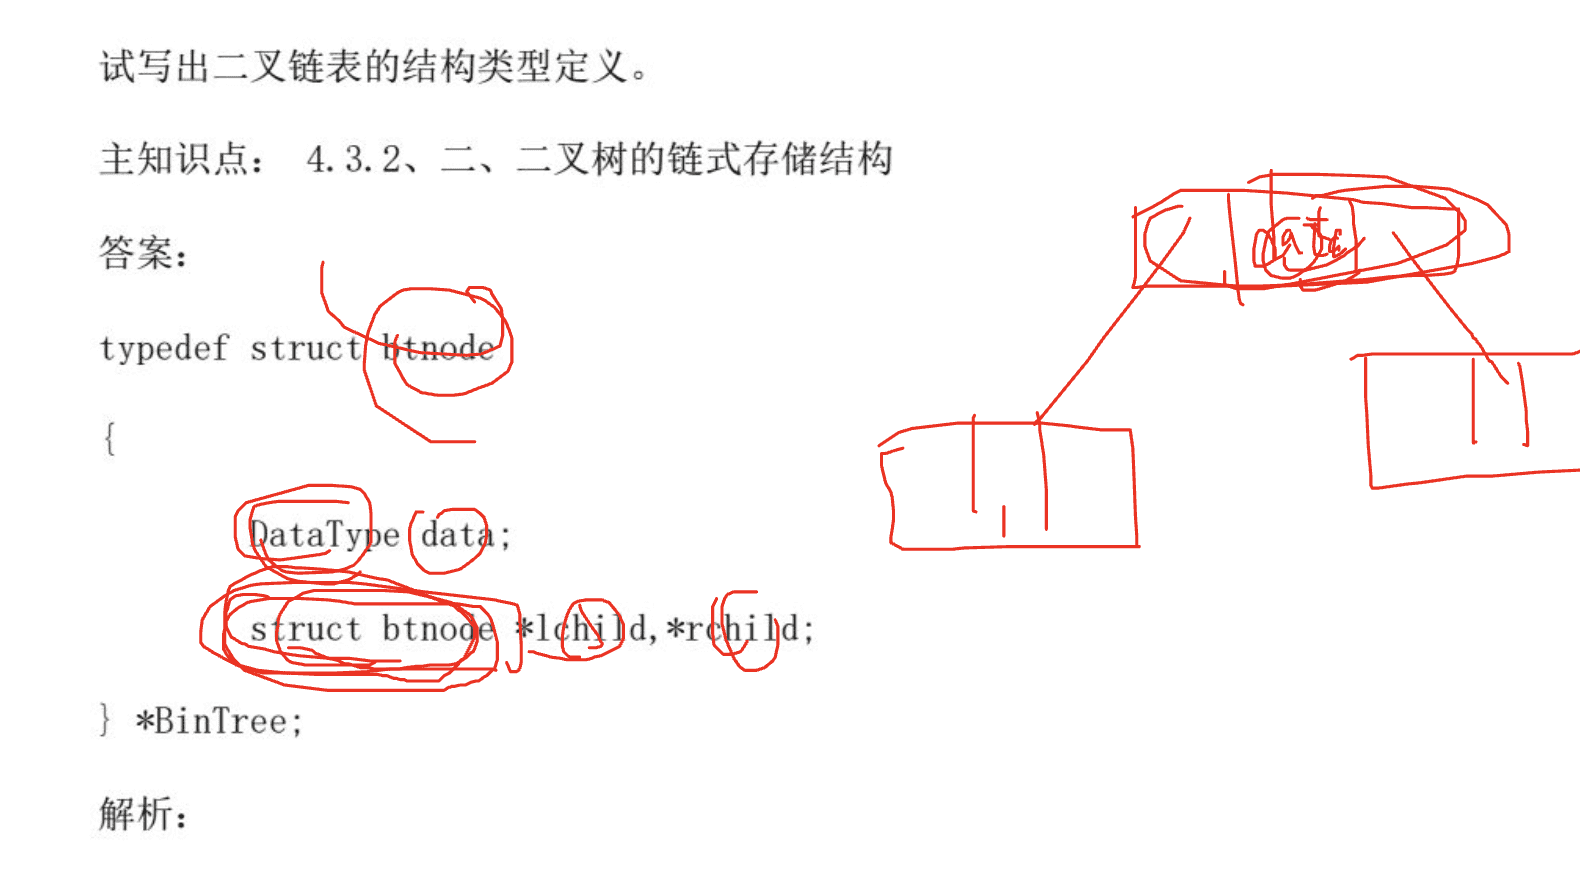 试写出二叉链表的结构类型定义。
主知识点： 4.3.2、二、二叉树的链式存储结构
答案：
typedef struct btnode
{
DataType data;
struct btnode *lchild,*rchild;
} *BinTree;
解析：